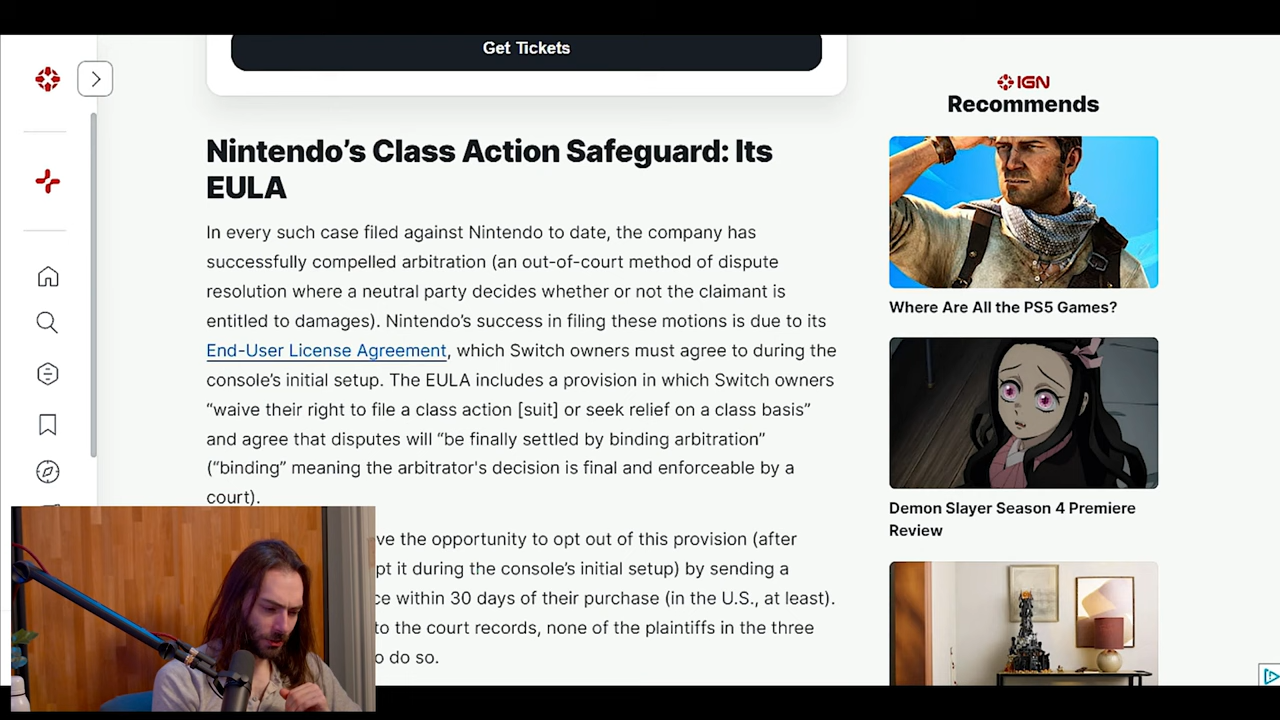 Get Tickets
Nintendo’s Class Action Safeguard: Its
EULA
In every such case filed against Nintendo to date, the company has
successfully compelled arbitration (an out-of-court method of dispute
resolution where a neutral party decides whether or not the claimant is
entitled to damages). Nintendo’s success in filing these motions is due to its
End-User License Agreement, which Switch owners must agree to during the
console’s initial setup. The EULA includes a provision in which Switch owners
“waive their right to file a class action [suit] or seek relief on a class basis”
and agree that disputes will “be finally settled by binding arbitration”
(“binding” meaning the arbitrator's decision is final and enforceable by a
court).
ve the opportunity to opt out of this provision (after
pt it during the console’s initial setup) by sending a
ce within 30 days of their purchase (in the U.S., at least).
to the court records, none of the plaintiffs in the three
o do so.
IGN
Recommends
Where Are All the PS5 Games?
Demon Slayer Season 4 Premiere
Review